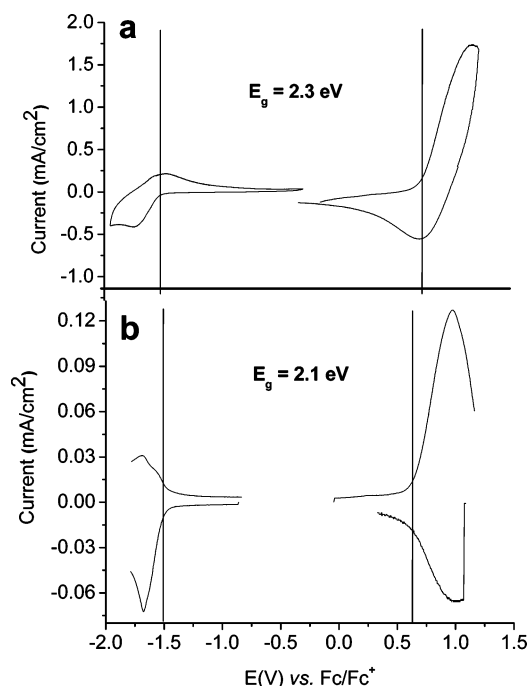 a
2.0
1.5
1.0
0.5
0.0
-0.5
-1.0
Current (mA/cm²)
E_g = 2.3 eV
b
0.12
0.09
0.06
0.03
0.00
-0.03
-0.06
Current (mA/cm²)
E_g = 2.1 eV
-2.0 -1.5 -1.0 -0.5 0.0 0.5 1.0
E(V) vs. Fc/Fc⁺